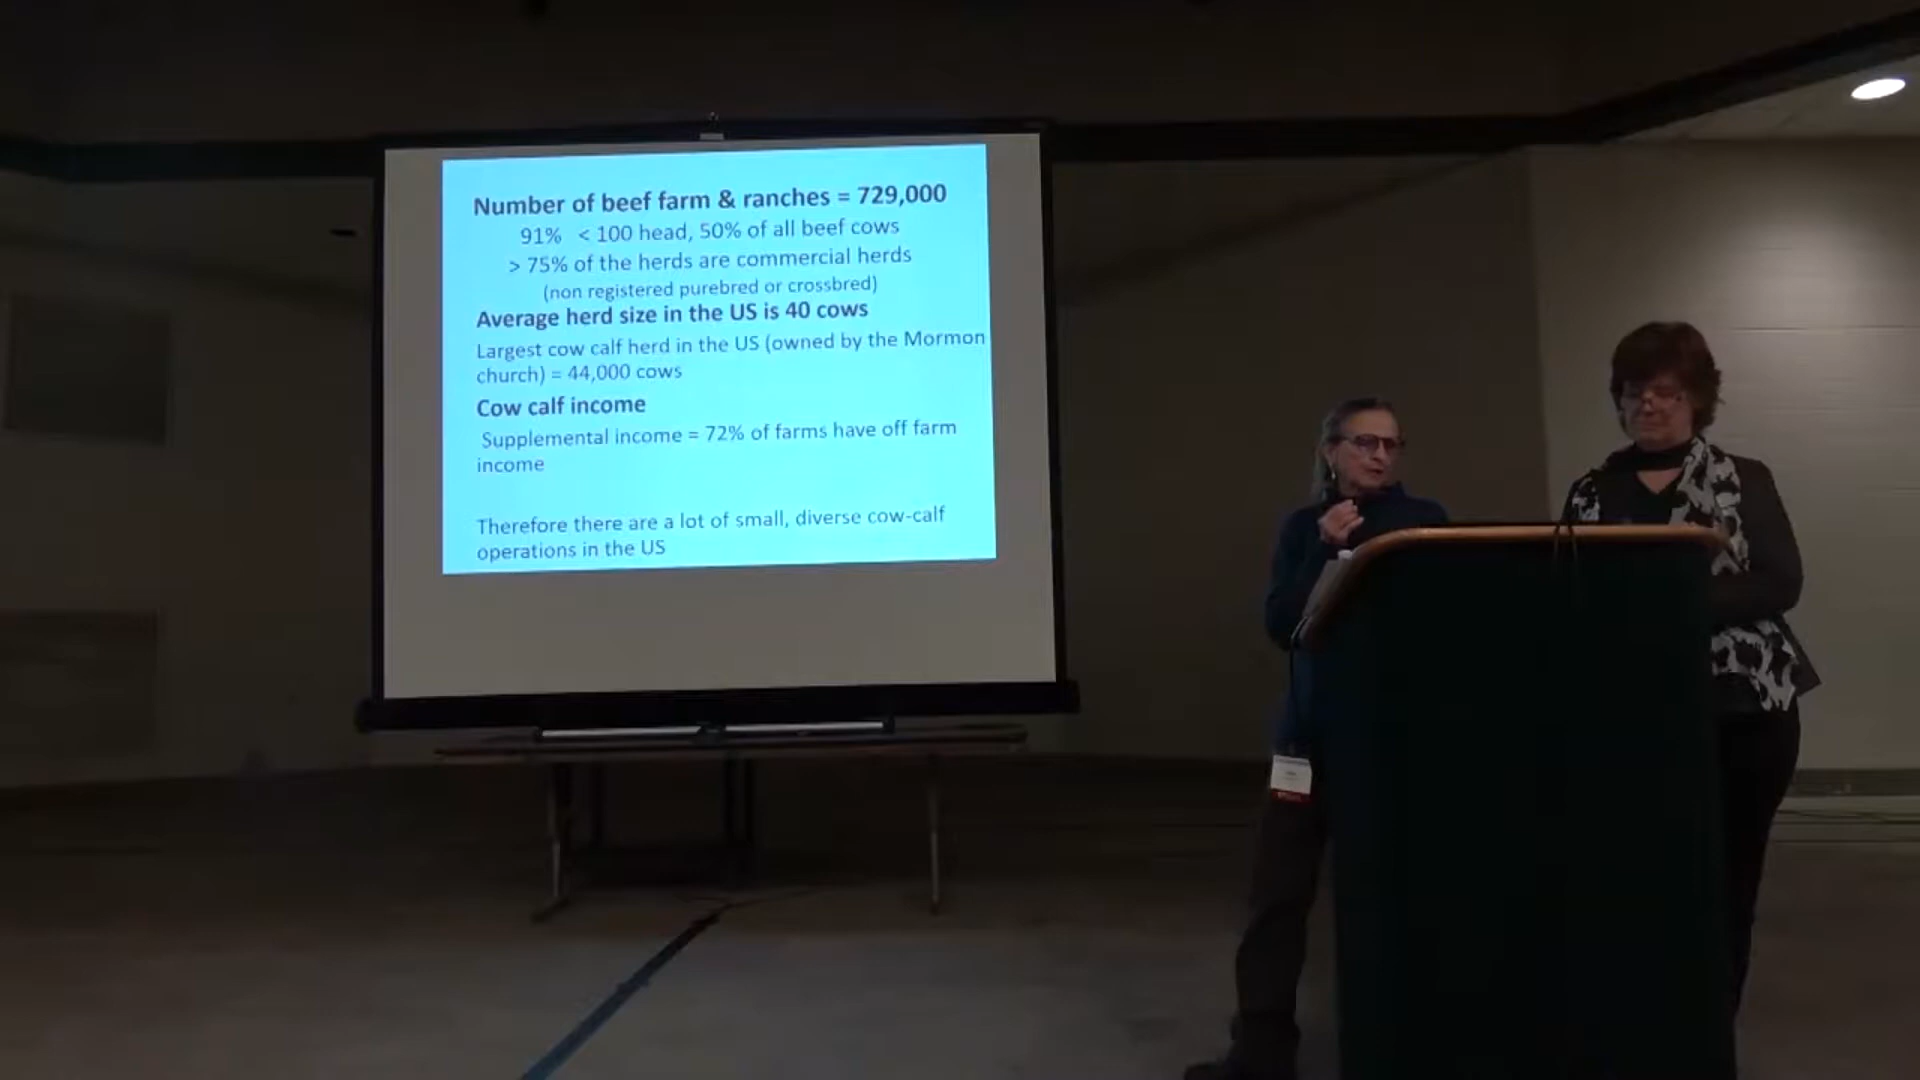 Number of beef farm & ranches = 729,000
91% < 100 head, 50% of all beef cows
> 75% of the herds are commercial herds
(non registered purebred or crossbred)
Average herd size in the US is 40 cows
Largest cow calf herd in the US (owned by the Mormon
church) = 44,000 cows
Cow calf income
Supplemental income = 72% of farms have off farm
income
Therefore there are a lot of small, diverse cow-calf
operations in the US